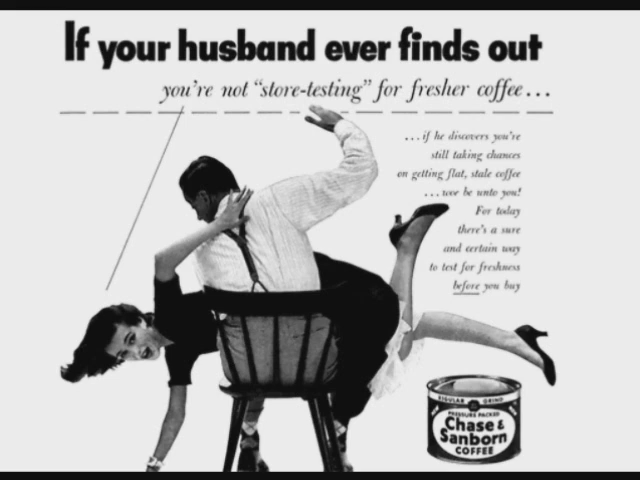 If your husband ever finds out
you're not "store-testing" for fresher coffee...
...if he discovers you're
still taking chances
on getting flat, stale coffee
...woe be unto you!
For today
there's a sure
and certain way
to test for freshness
before you buy
REGULAR GRIND
PRESSURE PACKED
Chase &
Sanborn
COFFEE